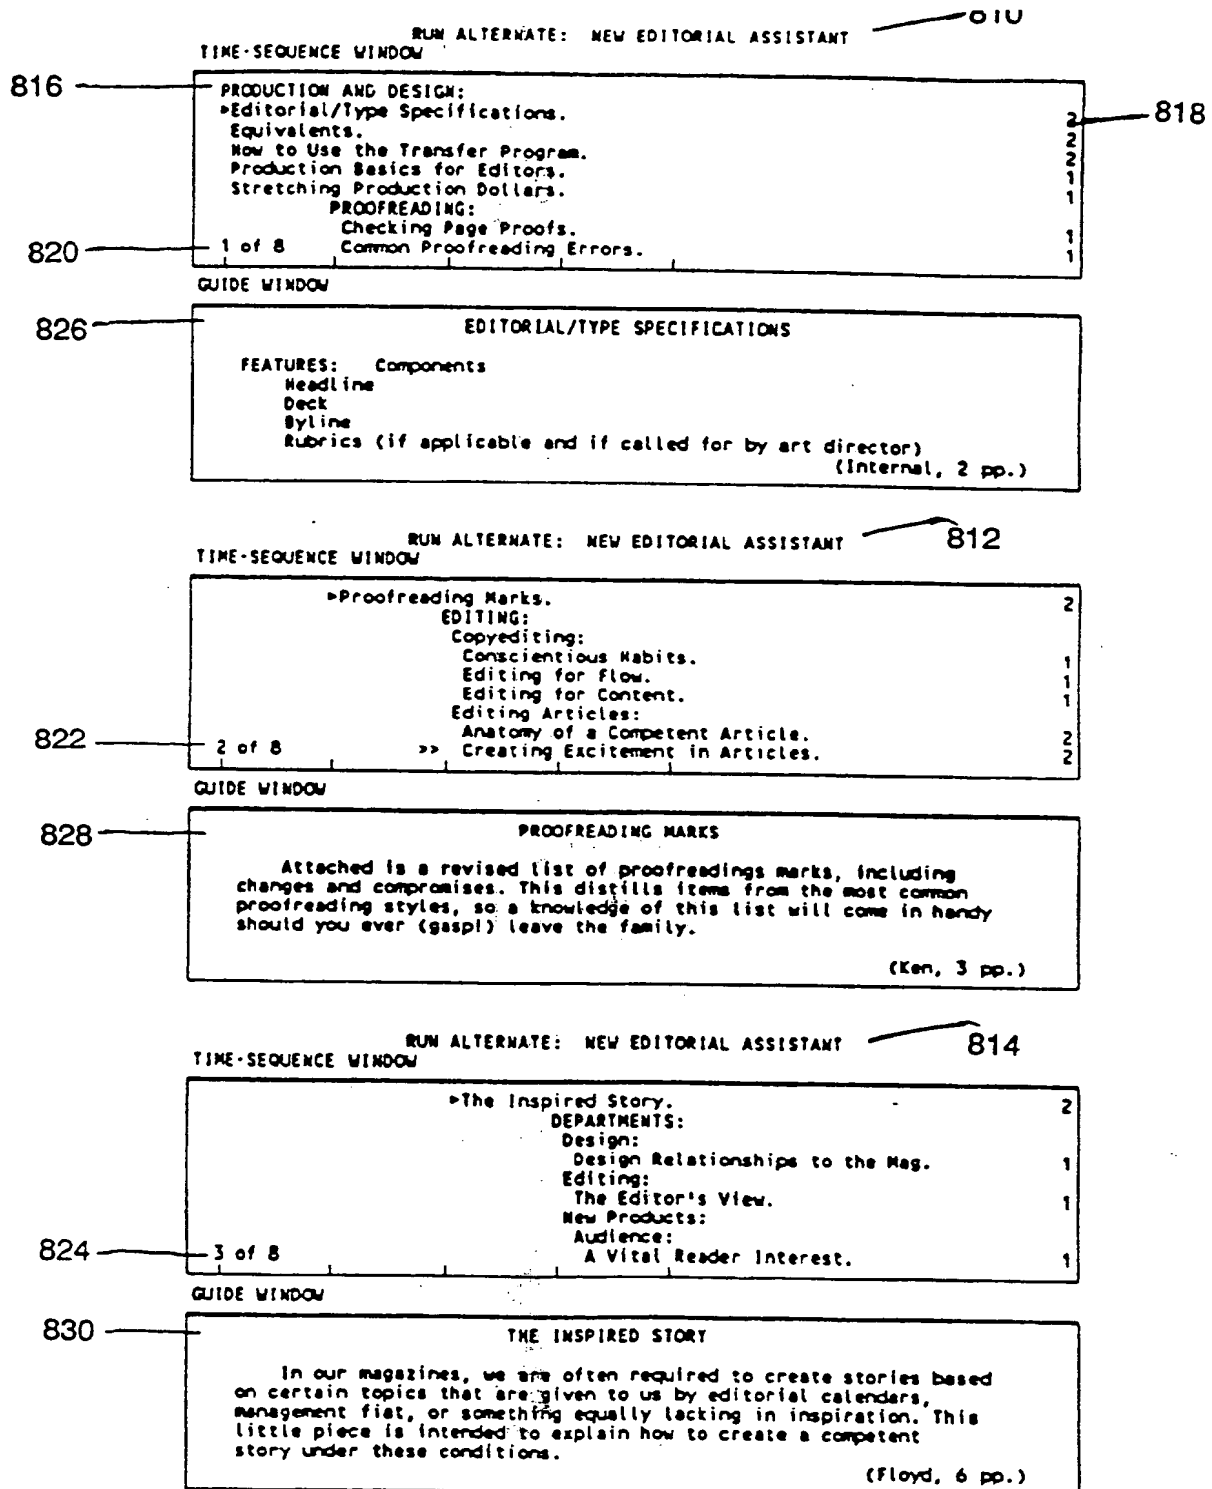 810
RUN ALTERNATE: NEW EDITORIAL ASSISTANT
TIME-SEQUENCE WINDOW
816
PRODUCTION AND DESIGN:
▸Editorial/Type Specifications. 2
818
Equivalents. 2
How to Use the Transfer Program. 2
Production Basics for Editors. 1
Stretching Production Dollars. 1
PROOFREADING:
Checking Page Proofs. 1
820
1 of 8 Common Proofreading Errors. 1
GUIDE WINDOW
826
EDITORIAL/TYPE SPECIFICATIONS
FEATURES: Components
Headline
Deck
Byline
Rubrics (if applicable and if called for by art director)
(Internal, 2 pp.)
RUN ALTERNATE: NEW EDITORIAL ASSISTANT
812
TIME-SEQUENCE WINDOW
▸Proofreading Marks. 2
EDITING:
Copyediting:
Conscientious Habits. 1
Editing for Flow. 1
Editing for Content. 1
Editing Articles:
Anatomy of a Competent Article. 2
822
2 of 8 >> Creating Excitement in Articles. 2
GUIDE WINDOW
828
PROOFREADING MARKS
Attached is a revised list of proofreadings marks, including
changes and compromises. This distills items from the most common
proofreading styles, so a knowledge of this list will come in handy
should you ever (gasp!) leave the family.
(Ken, 3 pp.)
RUN ALTERNATE: NEW EDITORIAL ASSISTANT
814
TIME-SEQUENCE WINDOW
▸The Inspired Story. 2
DEPARTMENTS:
Design:
Design Relationships to the Mag. 1
Editing:
The Editor's View. 1
New Products:
Audience:
824
3 of 8 A Vital Reader Interest. 1
GUIDE WINDOW
830
THE INSPIRED STORY
In our magazines, we are often required to create stories based
on certain topics that are given to us by editorial calendars,
management fiat, or something equally lacking in inspiration. This
little piece is intended to explain how to create a competent
story under these conditions.
(Floyd, 6 pp.)